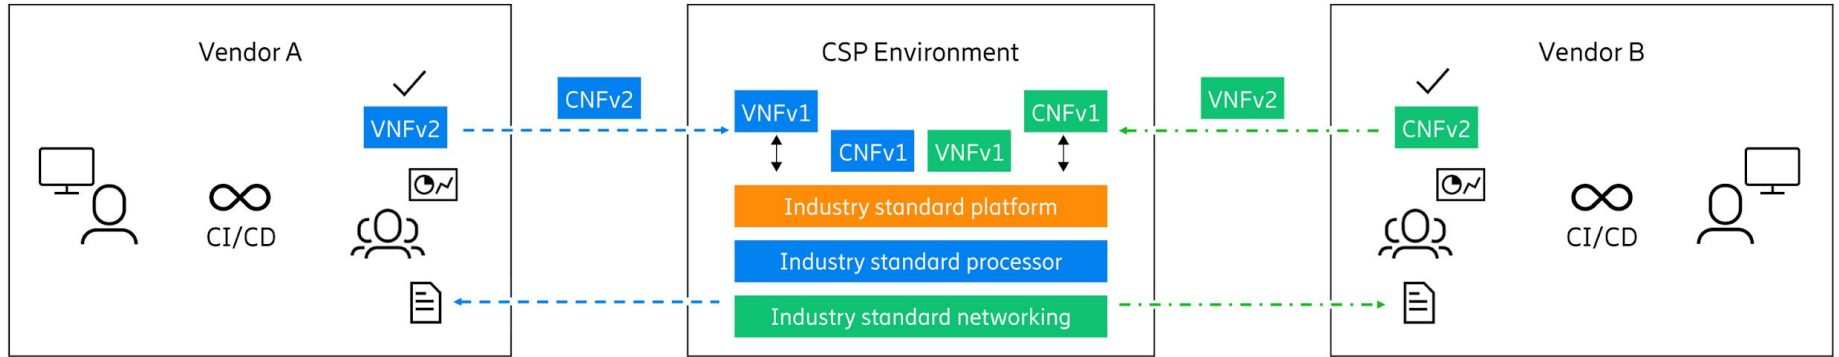 Vendor A
VNFv2
CI/CD
CNFv2
CSP Environment
VNFv1
CNFv1
VNFv1
CNFv1
Industry standard platform
Industry standard processor
Industry standard networking
VNFv2
Vendor B
CNFv2
CI/CD